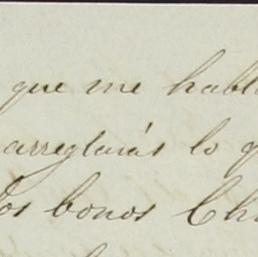 que me habl
arreglarás lo q
los bonos Ch